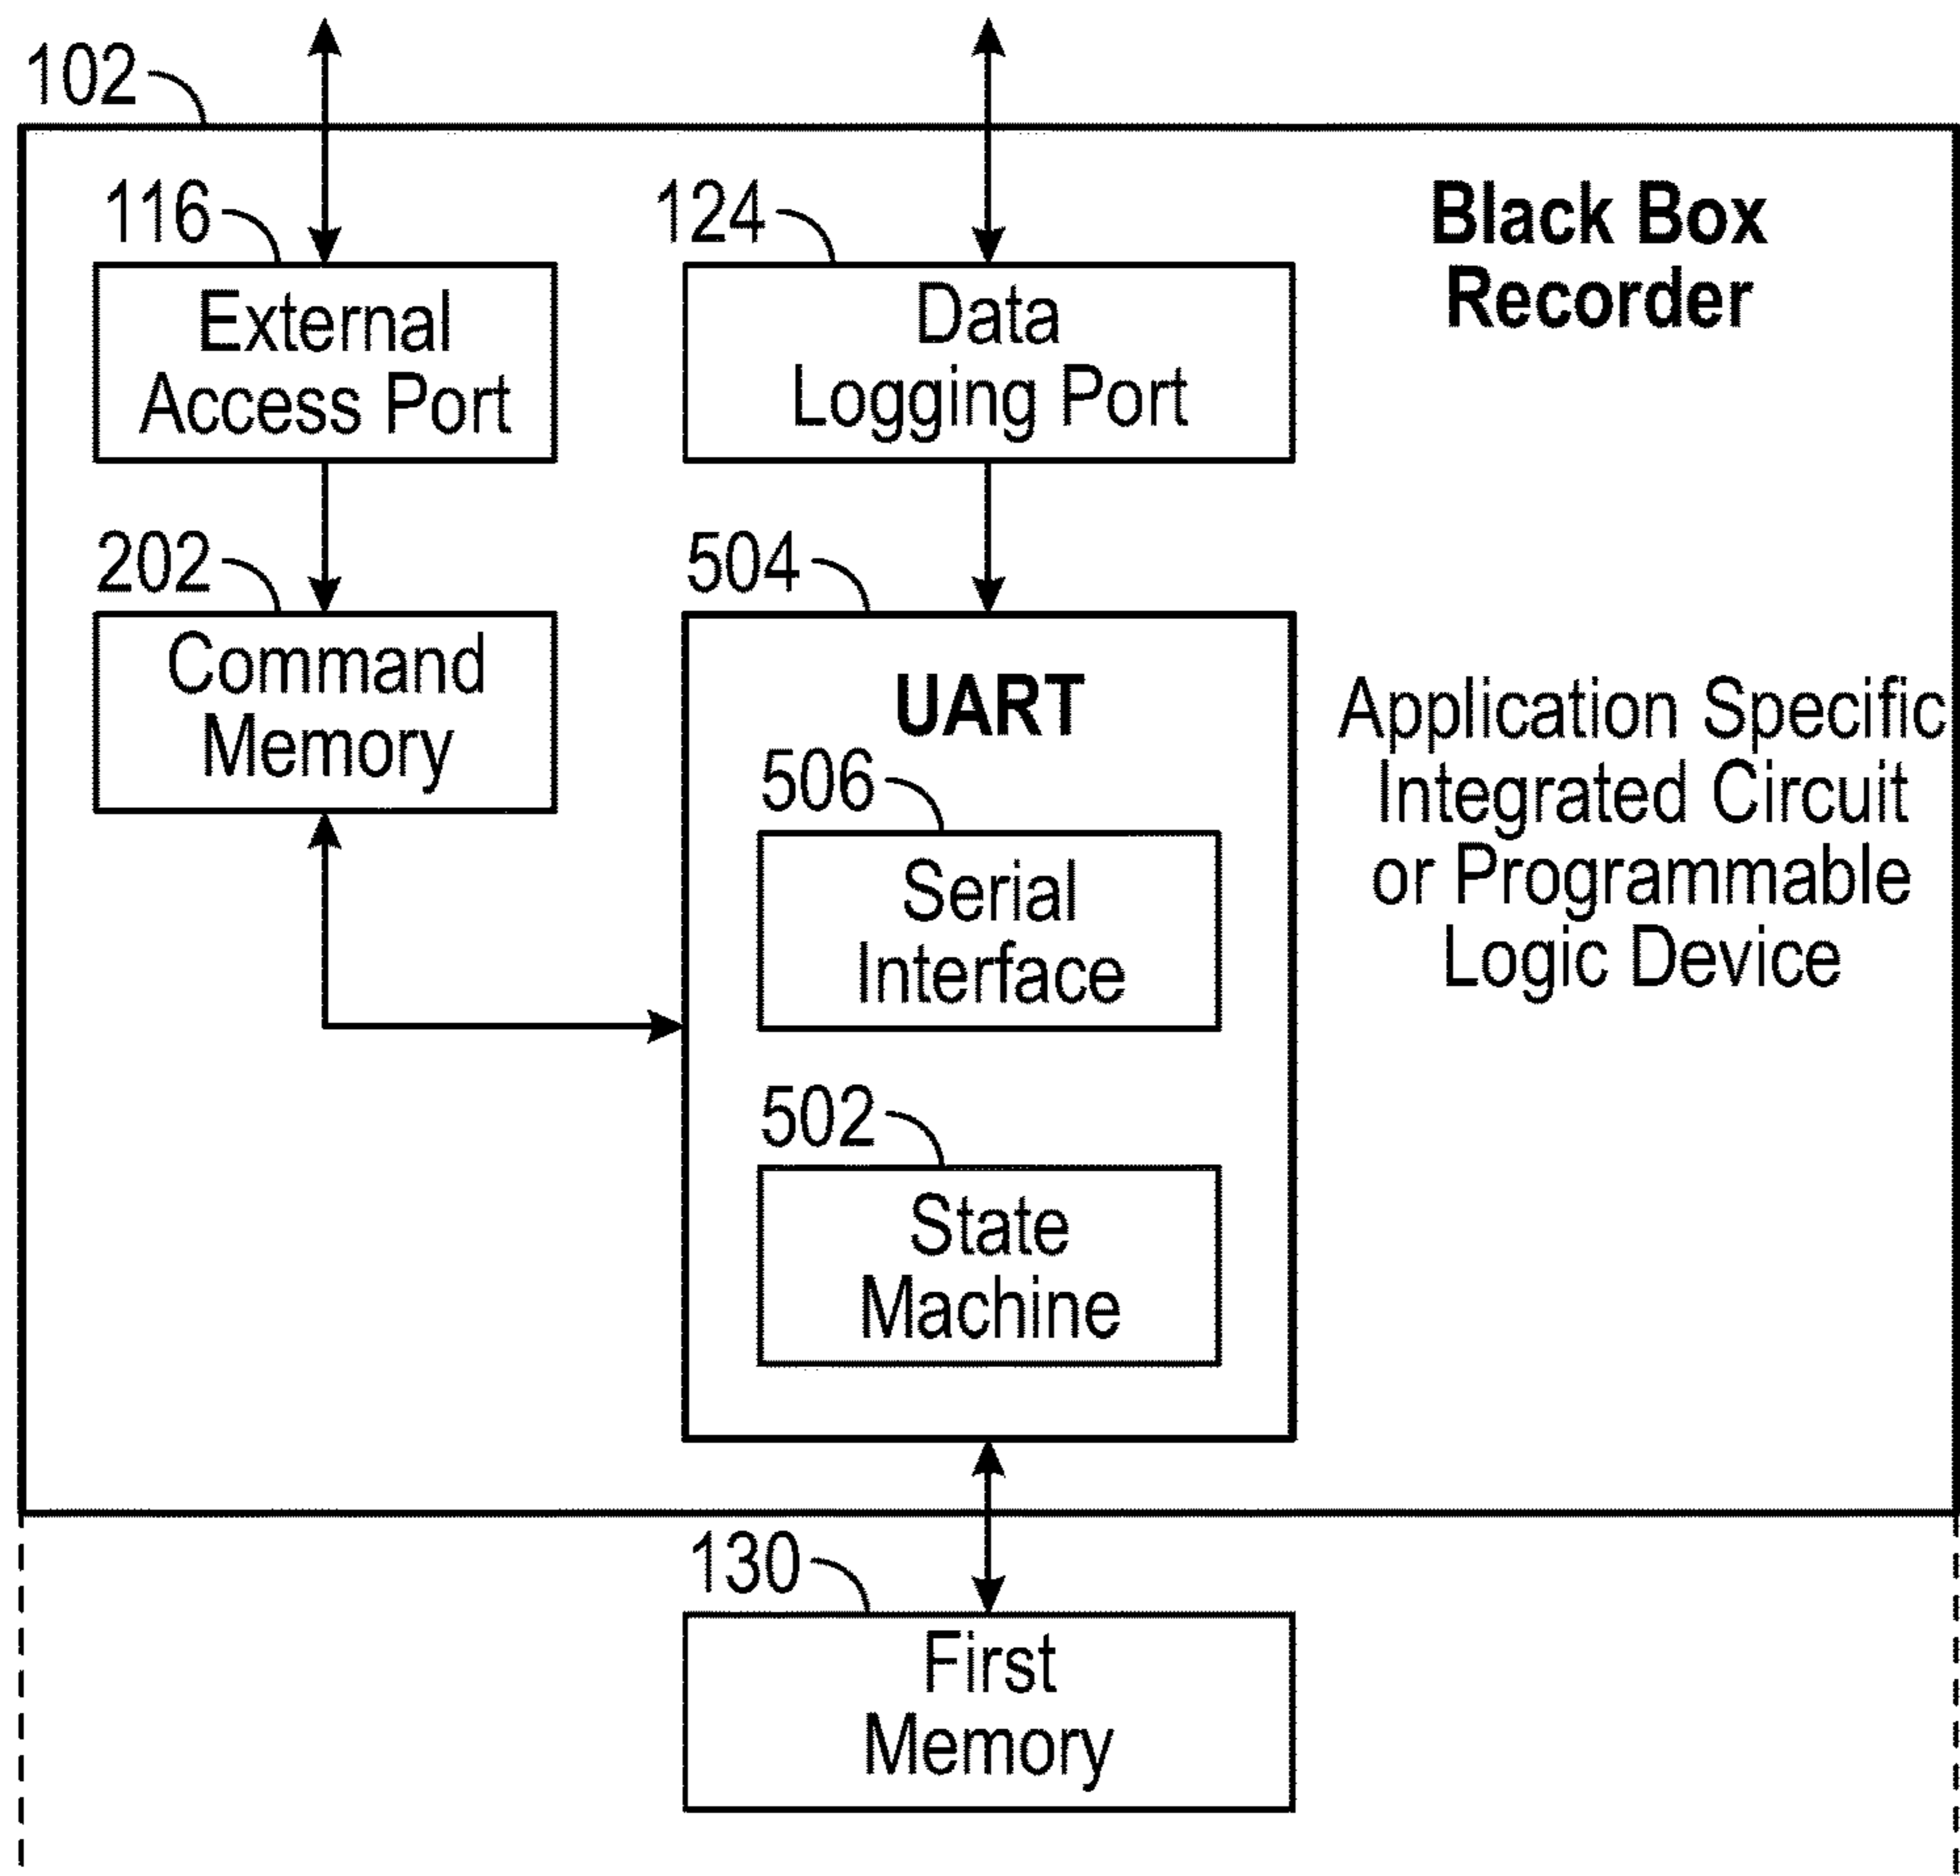 102
116
124
Black Box
Recorder
External
Access Port
Data
Logging Port
202
504
Command
Memory
UART
Application Specific
Integrated Circuit
or Programmable
Logic Device
506
Serial
Interface
502
State
Machine
130
First
Memory